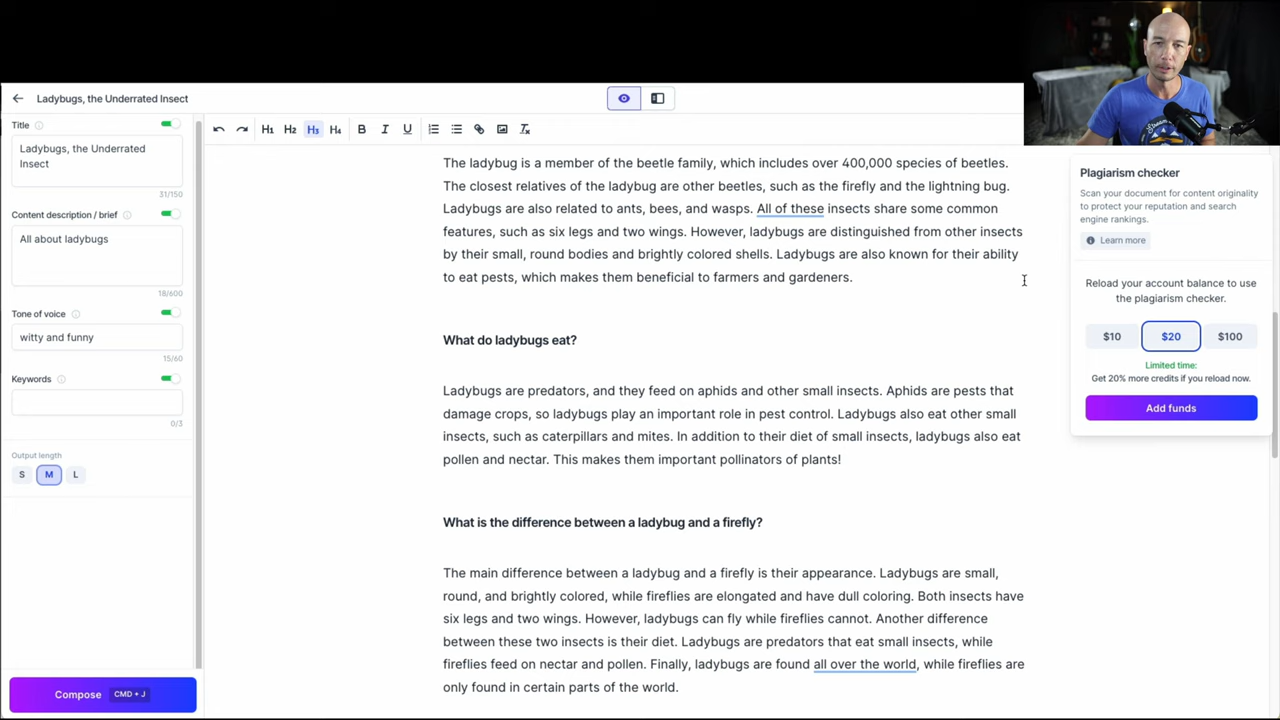 Ladybugs, the Underrated Insect
Title
Ladybugs, the Underrated
Insect
31/150
Content description / brief
All about ladybugs
18/600
Tone of voice
witty and funny
15/60
Keywords
0/3
Output length
S M L
Compose CMD + J
H1 H2 H3 H4 B I U
The ladybug is a member of the beetle family, which includes over 400,000 species of beetles.
The closest relatives of the ladybug are other beetles, such as the firefly and the lightning bug.
Ladybugs are also related to ants, bees, and wasps. All of these insects share some common
features, such as six legs and two wings. However, ladybugs are distinguished from other insects
by their small, round bodies and brightly colored shells. Ladybugs are also known for their ability
to eat pests, which makes them beneficial to farmers and gardeners.
What do ladybugs eat?
Ladybugs are predators, and they feed on aphids and other small insects. Aphids are pests that
damage crops, so ladybugs play an important role in pest control. Ladybugs also eat other small
insects, such as caterpillars and mites. In addition to their diet of small insects, ladybugs also eat
pollen and nectar. This makes them important pollinators of plants!
What is the difference between a ladybug and a firefly?
The main difference between a ladybug and a firefly is their appearance. Ladybugs are small,
round, and brightly colored, while fireflies are elongated and have dull coloring. Both insects have
six legs and two wings. However, ladybugs can fly while fireflies cannot. Another difference
between these two insects is their diet. Ladybugs are predators that eat small insects, while
fireflies feed on nectar and pollen. Finally, ladybugs are found all over the world, while fireflies are
only found in certain parts of the world.
Plagiarism checker
Scan your document for content originality
to protect your reputation and search
engine rankings.
Learn more
Reload your account balance to use
the plagiarism checker.
$10 $20 $100
Limited time:
Get 20% more credits if you reload now.
Add funds